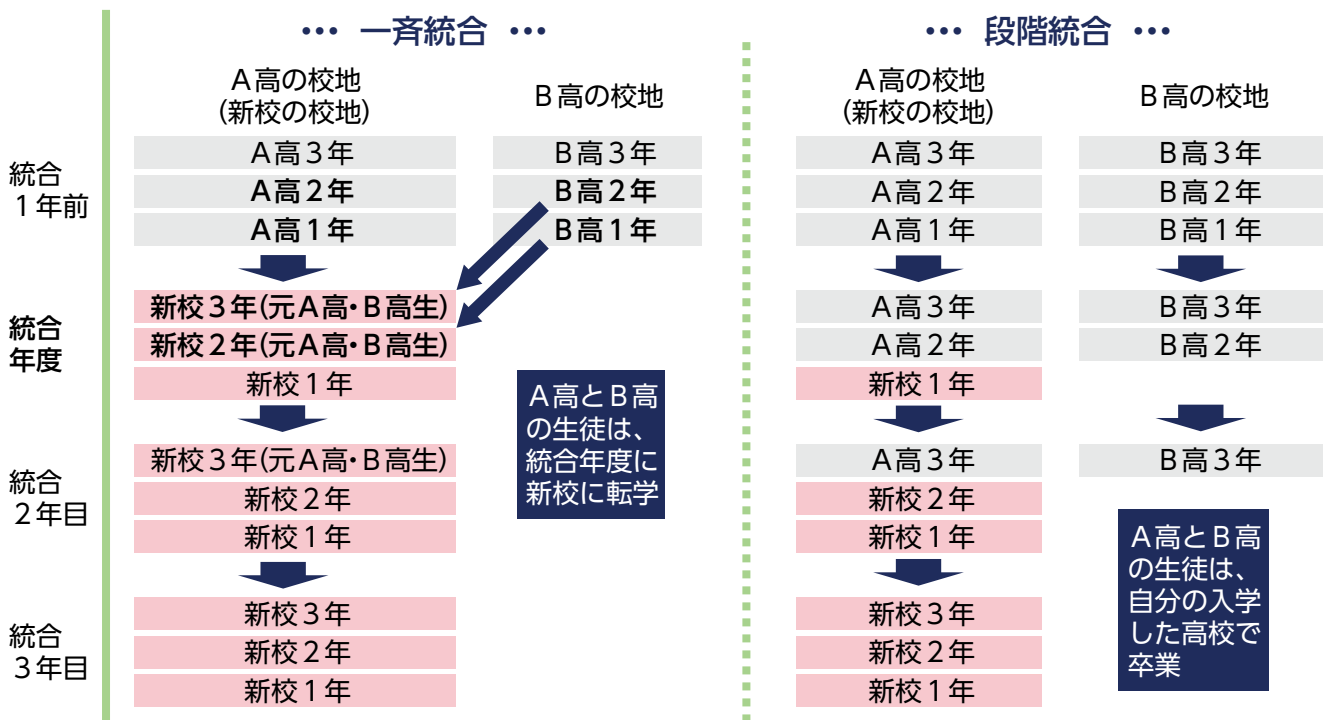 … 一斉統合 …
A高の校地
(新校の校地)
B高の校地
統合
1年前
A高3年
A高2年
A高1年
B高3年
B高2年
B高1年
統合
年度
新校3年(元A高・B高生)
新校2年(元A高・B高生)
新校1年
A高とB高
の生徒は、
統合年度に
新校に転学
統合
2年目
新校3年(元A高・B高生)
新校2年
新校1年
統合
3年目
新校3年
新校2年
新校1年
… 段階統合 …
A高の校地
(新校の校地)
B高の校地
A高3年
A高2年
A高1年
B高3年
B高2年
B高1年
A高3年
A高2年
新校1年
B高3年
B高2年
A高3年
新校2年
新校1年
B高3年
新校3年
新校2年
新校1年
A高とB高
の生徒は、
自分の入学
した高校で
卒業